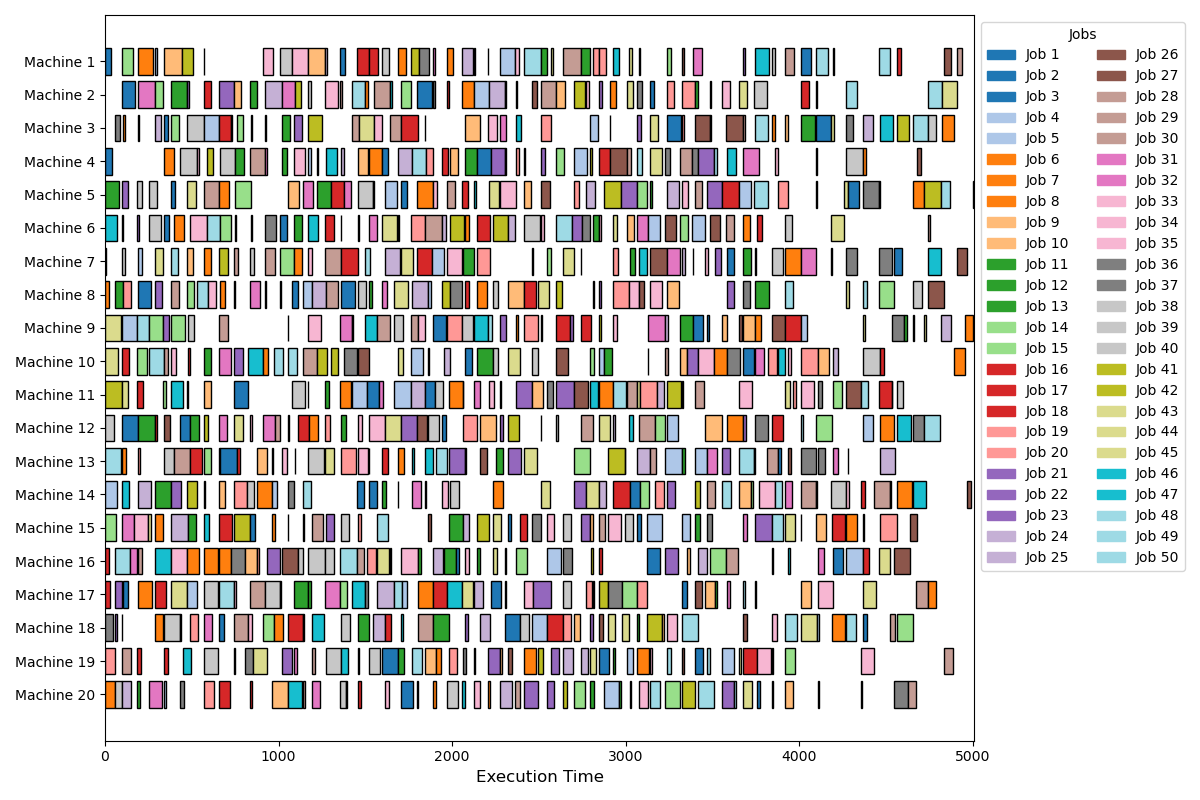 Machine 1
Machine 2
Machine 3
Machine 4
Machine 5
Machine 6
Machine 7
Machine 8
Machine 9
Machine 10
Machine 11
Machine 12
Machine 13
Machine 14
Machine 15
Machine 16
Machine 17
Machine 18
Machine 19
Machine 20
0 1000 2000 3000 4000 5000
Execution Time
Jobs
Job 1
Job 2
Job 3
Job 4
Job 5
Job 6
Job 7
Job 8
Job 9
Job 10
Job 11
Job 12
Job 13
Job 14
Job 15
Job 16
Job 17
Job 18
Job 19
Job 20
Job 21
Job 22
Job 23
Job 24
Job 25
Job 26
Job 27
Job 28
Job 29
Job 30
Job 31
Job 32
Job 33
Job 34
Job 35
Job 36
Job 37
Job 38
Job 39
Job 40
Job 41
Job 42
Job 43
Job 44
Job 45
Job 46
Job 47
Job 48
Job 49
Job 50